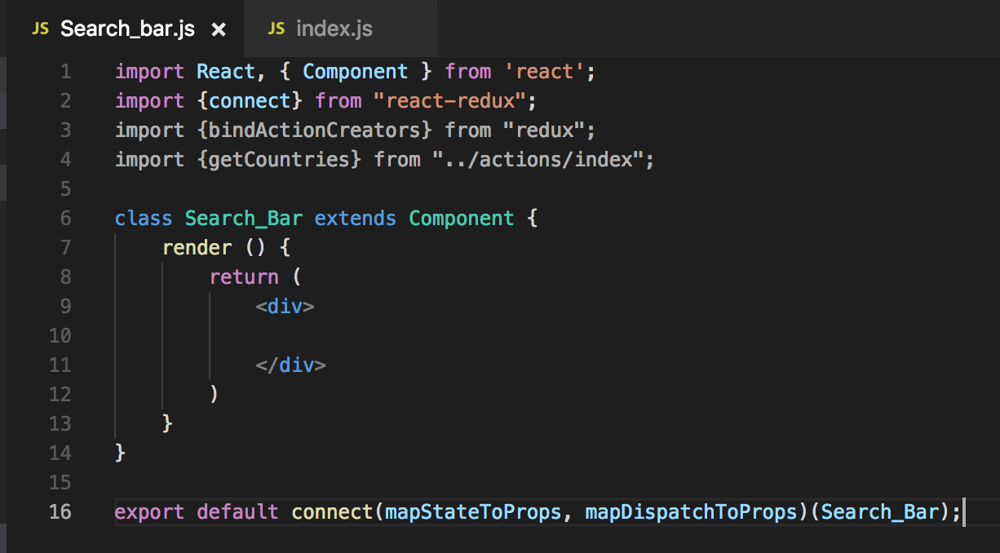 JS Search_bar.js × JS index.js
1 import React, { Component } from 'react';
2 import {connect} from "react-redux";
3 import {bindActionCreators} from "redux";
4 import {getCountries} from "../actions/index";
5
6 class Search_Bar extends Component {
7     render () {
8         return (
9             <div>
10
11             </div>
12         )
13     }
14 }
15
16 export default connect(mapStateToProps, mapDispatchToProps)(Search_Bar);